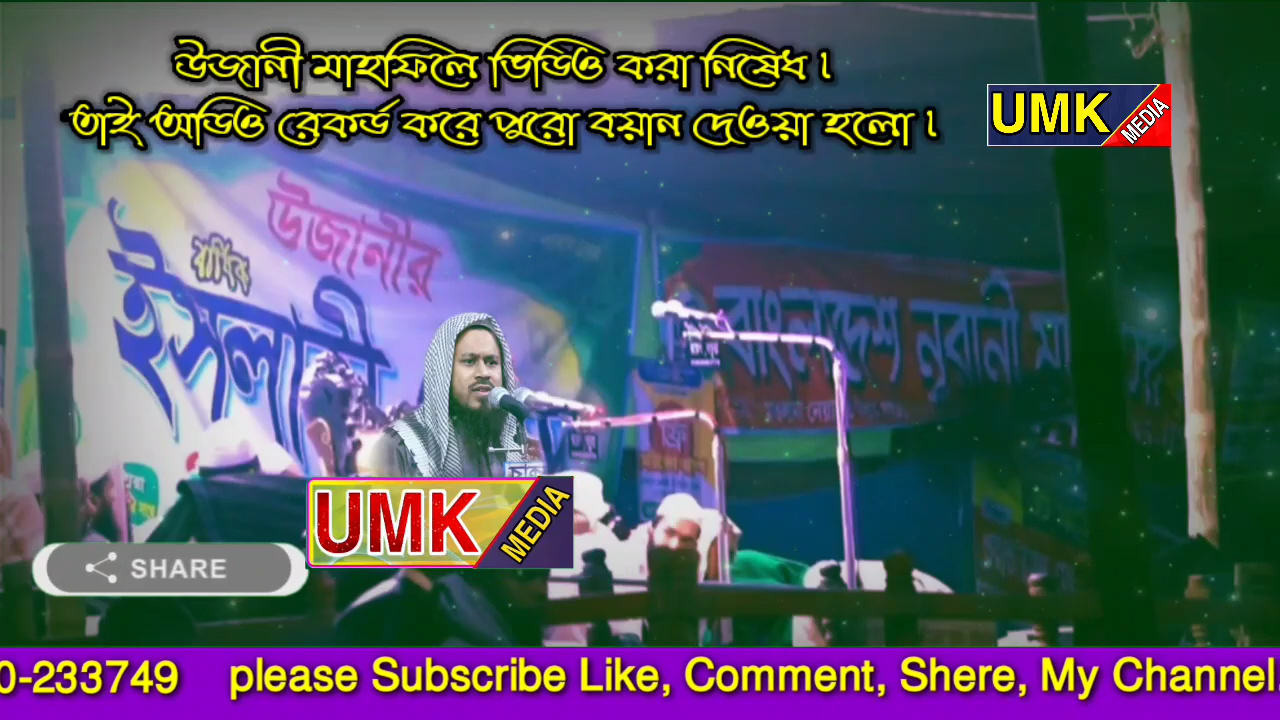 উজানী মাহফিলে ভিডিও করা নিষেধ।
তাই অডিও রেকর্ড করে পুরো বয়ান দেওয়া হলো।
UMK
MEDIA
উজানীর
বার্ষিক
ইসলামী
বাংলাদেশ নূরানী
UMK
MEDIA
SHARE
0-233749 please Subscribe Like, Comment, Shere, My Channel.